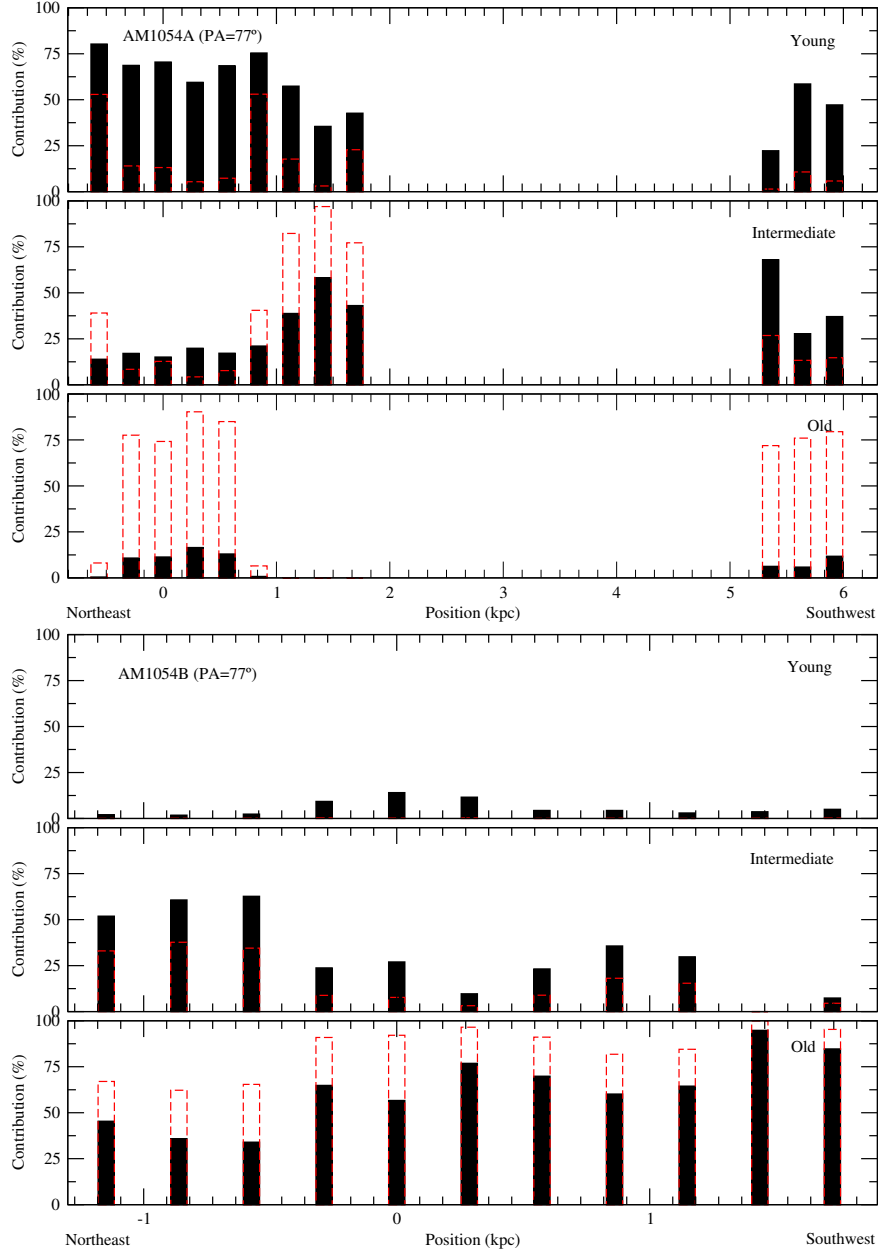 AM1054A (PA=77º)
Young
Contribution (%)
100
75
50
25
0
Intermediate
Contribution (%)
100
75
50
25
0
Old
Contribution (%)
100
75
50
25
0
0 1 2 3 4 5 6
Northeast Position (kpc) Southwest
AM1054B (PA=77º)
Young
Contribution (%)
100
75
50
25
0
Intermediate
Contribution (%)
100
75
50
25
0
Old
Contribution (%)
100
75
50
25
0
-1 0 1
Northeast Position (kpc) Southwest